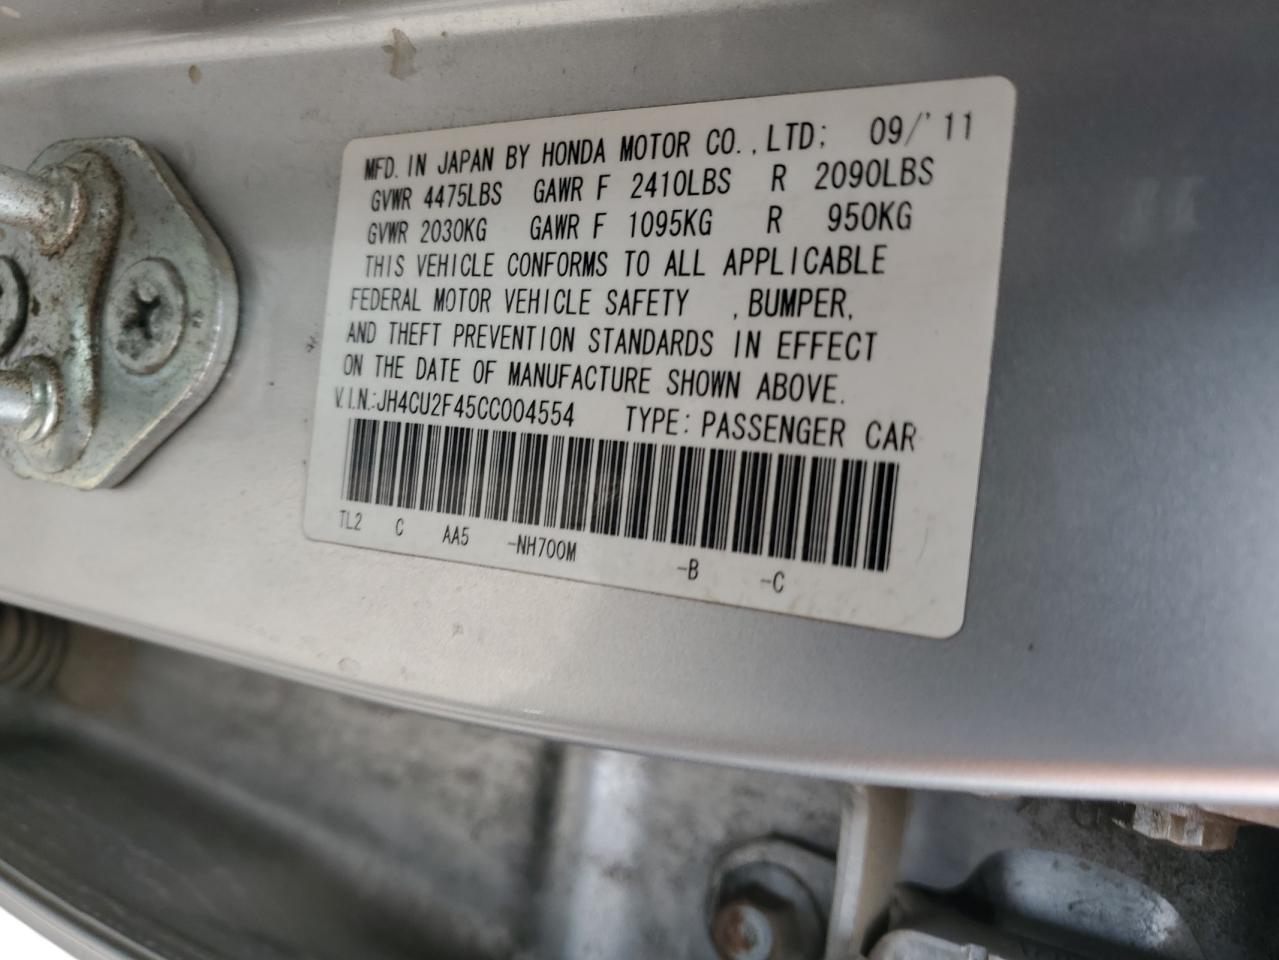 MFD. IN JAPAN BY HONDA MOTOR CO., LTD; 09/'11
GVWR 4475LBS GAWR F 2410LBS R 2090LBS
GVWR 2030KG GAWR F 1095KG R 950KG
THIS VEHICLE CONFORMS TO ALL APPLICABLE
FEDERAL MOTOR VEHICLE SAFETY , BUMPER,
AND THEFT PREVENTION STANDARDS IN EFFECT
ON THE DATE OF MANUFACTURE SHOWN ABOVE.
V.I.N.:JH4CU2F45CC004554 TYPE: PASSENGER CAR
TL2 C AA5 -NH700M -B -C